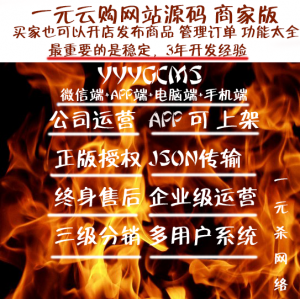 一元云购网站源码 商家版
买家也可以开店发布商品 管理订单 功能太全
最重要的是稳定，3年开发经验
YYYGCMS
微信端·APP端·电脑端·手机端
公司运营 APP可上架
正版授权 JSON传输
终身售后 企业级运营
三级分销 多用户系统
一元杀网络